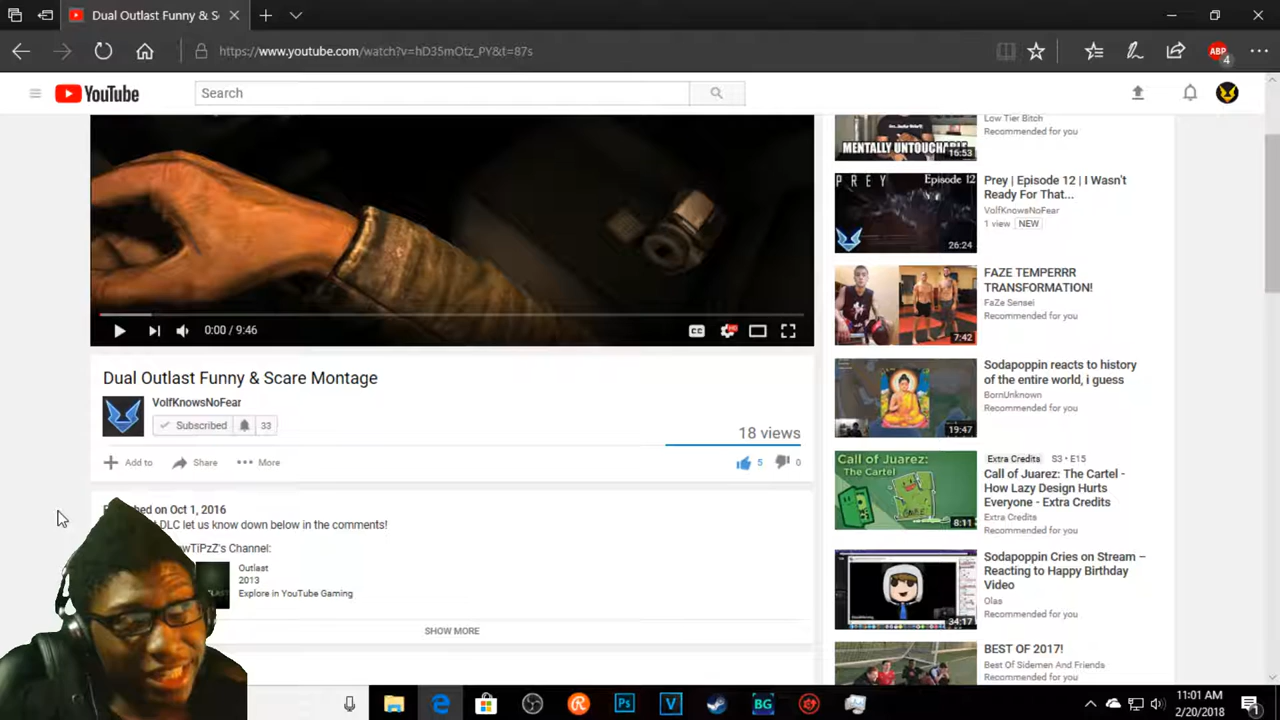 Dual Outlast Funny & S
https://www.youtube.com/watch?v=hD35mOtz_PY&t=87s
ABP
4
YouTube
Search
MENTALLY UNTOUCHABLE
16:53
Low Tier Bitch
Recommended for you
PREY Episode 12
26:24
Prey | Episode 12 | I Wasn't
Ready For That...
VolfKnowsNoFear
1 view NEW
7:42
FAZE TEMPERRR
TRANSFORMATION!
FaZe Sensei
Recommended for you
0:00 / 9:46
CC
HD
Dual Outlast Funny & Scare Montage
VolfKnowsNoFear
Subscribed 33
18 views
Add to Share More
5 0
19:47
Sodapoppin reacts to history
of the entire world, i guess
BornUnknown
Recommended for you
Call of Juarez:
The Cartel
8:11
Extra Credits S3 • E15
Call of Juarez: The Cartel -
How Lazy Design Hurts
Everyone - Extra Credits
Extra Credits
Recommended for you
on Oct 1, 2016
DLC let us know down below in the comments!
wTiPzZ's Channel:
Outlast
2013
Explore in YouTube Gaming
SHOW MORE
34:17
Sodapoppin Cries on Stream –
Reacting to Happy Birthday
Video
Olas
Recommended for you
BEST OF 2017!
Best Of Sidemen And Friends
Recommended for you
Ps
V
BG
11:01 AM
2/20/2018
1